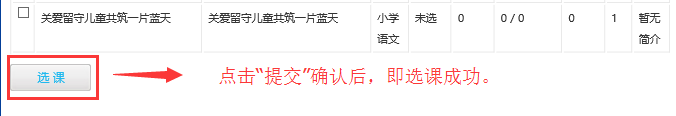 关爱留守儿童共筑一片蓝天 关爱留守儿童共筑一片蓝天 小学语文 未选 0 0 / 0 0 1 暂无简介
选 课 点击“提交”确认后，即选课成功。